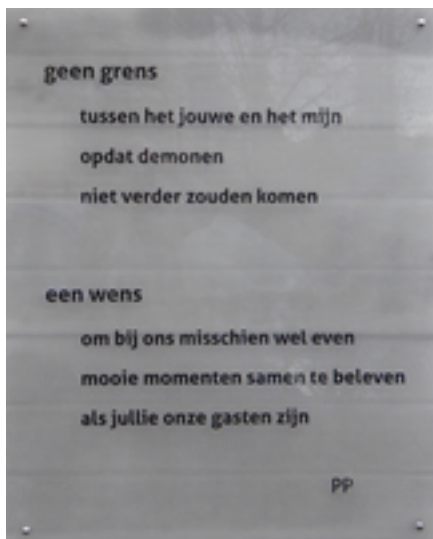 geen grens
tussen het jouwe en het mijn
opdat demonen
niet verder zouden komen
een wens
om bij ons misschien wel even
mooie momenten samen te beleven
als jullie onze gasten zijn
PP